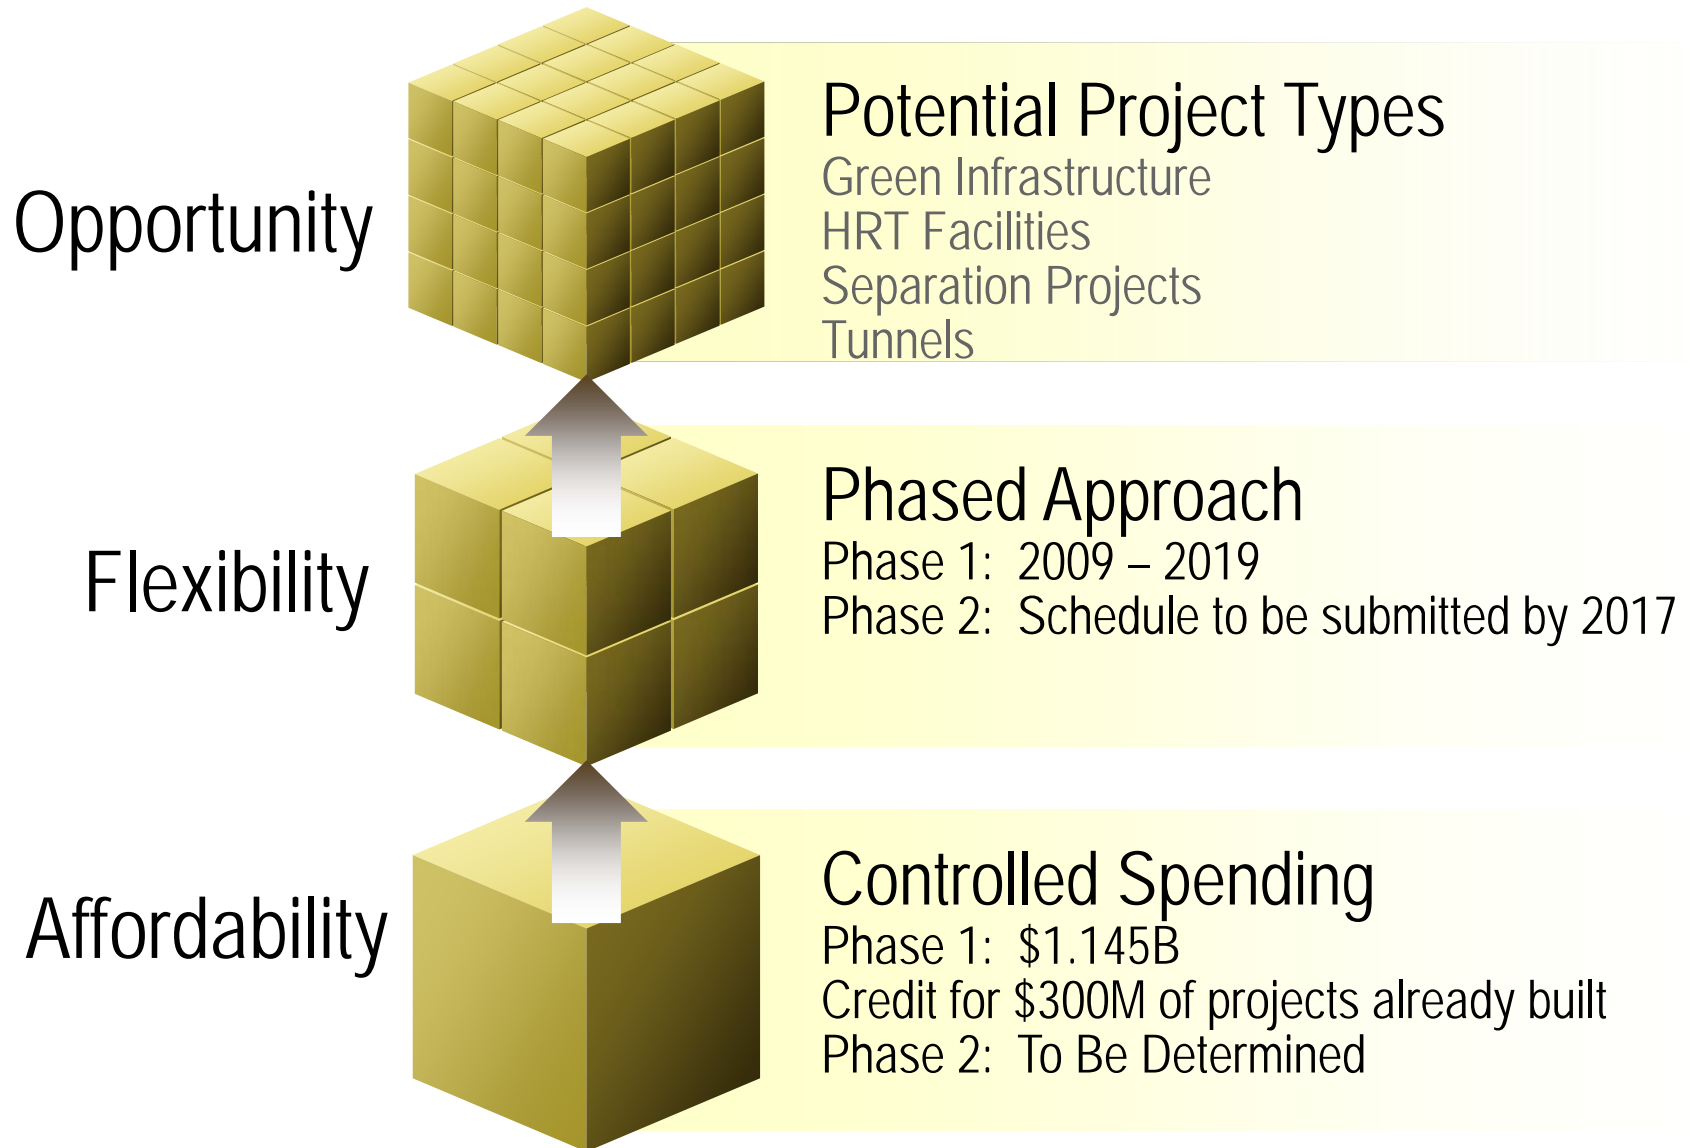 Opportunity
Potential Project Types
Green Infrastructure
HRT Facilities
Separation Projects
Tunnels
Flexibility
Phased Approach
Phase 1: 2009 – 2019
Phase 2: Schedule to be submitted by 2017
Affordability
Controlled Spending
Phase 1: $1.145B
Credit for $300M of projects already built
Phase 2: To Be Determined